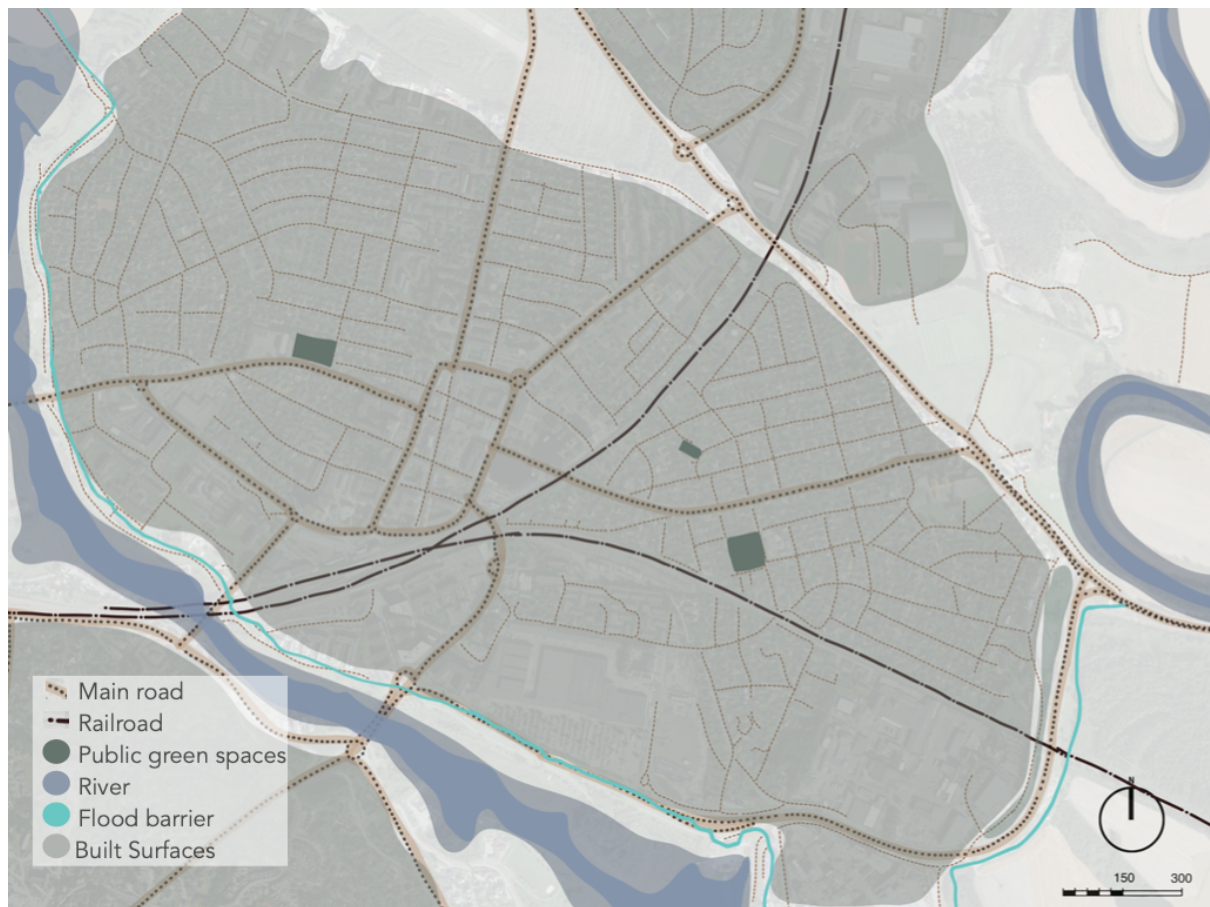 Main road
Railroad
Public green spaces
River
Flood barrier
Built Surfaces
N
150 300